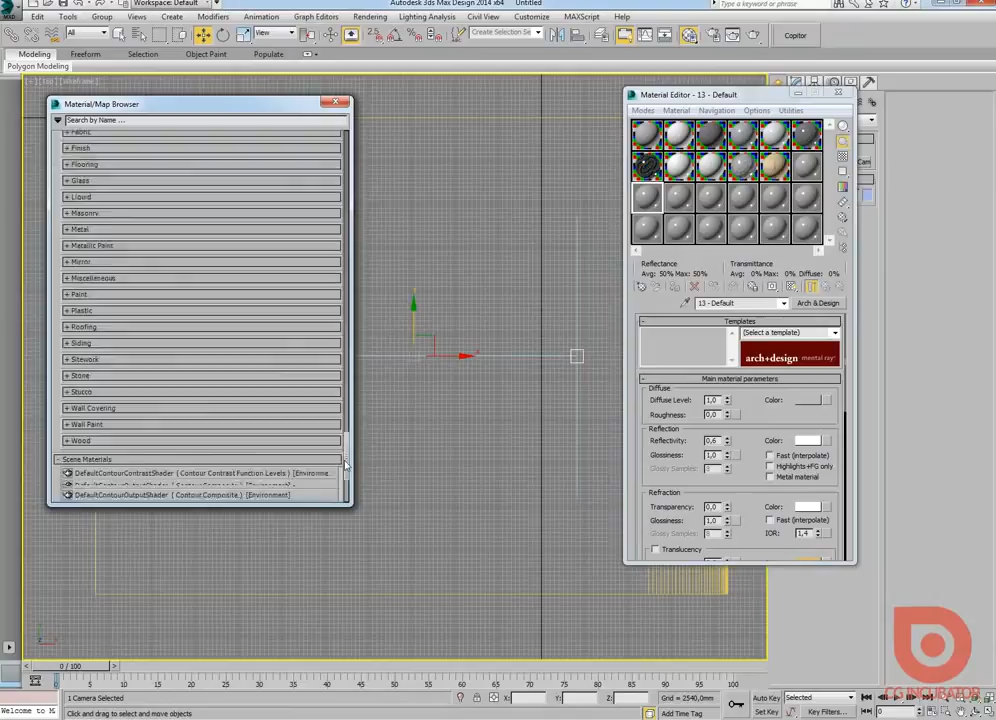 Workspace: Default
Autodesk 3ds Max Design 2014 x64
Untitled
Type a keyword or phrase
Edit Tools Group Views Create Modifiers Animation Graph Editors Rendering Lighting Analysis Civil View Customize MAXScript Help
All
View
Create Selection Se
Copitor
Modeling Freeform Selection Object Paint Populate
Polygon Modeling
Material/Map Browser
Search by Name ...
+ Fabric
+ Finish
+ Flooring
+ Glass
+ Liquid
+ Masonry
+ Metal
+ Metallic Paint
+ Mirror
+ Miscellaneous
+ Paint
+ Plastic
+ Roofing
+ Siding
+ Sitework
+ Stone
+ Stucco
+ Wall Covering
+ Wall Paint
+ Wood
- Scene Materials
DefaultContourContrastShader ( Contour Contrast Function Levels ) [Environme...
DefaultContourOutputShader ( Contour Composite ) [Environment]
Material Editor - 13 - Default
Modes Material Navigation Options Utilities
Reflectance Transmittance
Avg: 50% Max: 50% Avg: 0% Max: 0% Diffuse: 0%
13 - Default
Arch & Design
- Templates
(Select a template)
arch+design mental ray
- Main material parameters
Diffuse
Diffuse Level: 1,0 Color:
Roughness: 0,0
Reflection
Reflectivity: 0,6 Color:
Glossiness: 1,0 Fast (interpolate)
Glossy Samples: 8 Highlights+FG only
Metal material
Refraction
Transparency: 0,0 Color:
Glossiness: 1,0 Fast (interpolate)
Glossy Samples: 8 IOR: 1,4
Translucency
Cam
0 / 100
0 5 10 15 20 25 30 35 40 45 50 55 60 65 70 75 80 85 90 95 100
1 Camera Selected
X: Y: Z: Grid = 2540,0mm
Auto Key Selected
Welcome to M
Click and drag to select and move objects
Add Time Tag
Set Key Key Filters...
0
CG INCUBATOR